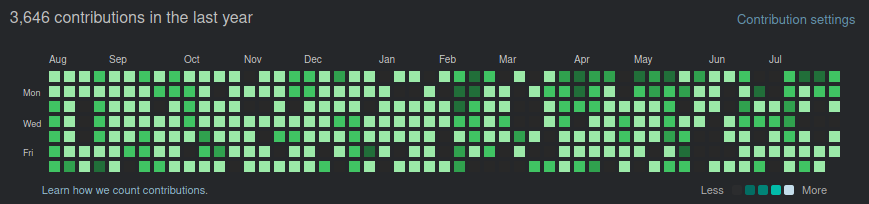 3,646 contributions in the last year
Contribution settings
Aug Sep Oct Nov Dec Jan Feb Mar Apr May Jun Jul
Mon
Wed
Fri
Learn how we count contributions.
Less More